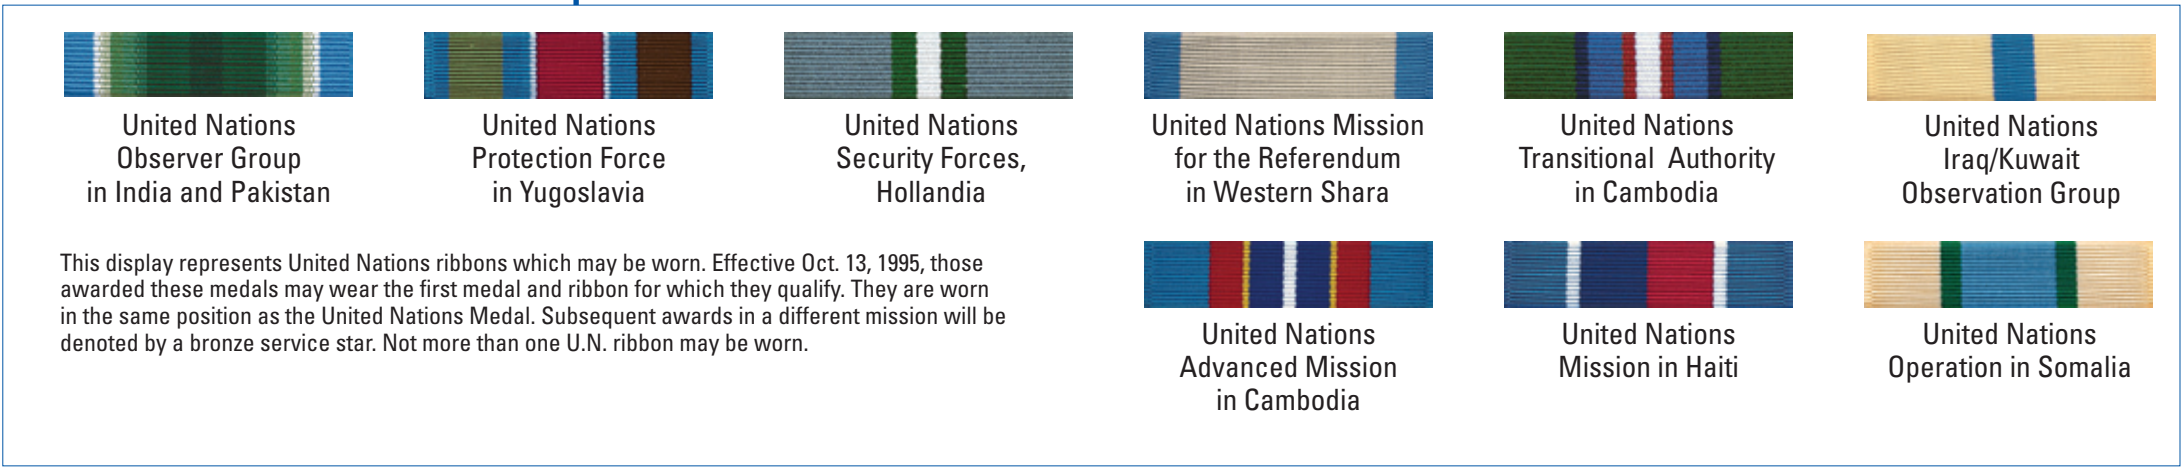 United Nations
Observer Group
in India and Pakistan
United Nations
Protection Force
in Yugoslavia
United Nations
Security Forces,
Hollandia
United Nations Mission
for the Referendum
in Western Shara
United Nations
Transitional Authority
in Cambodia
United Nations
Iraq/Kuwait
Observation Group
This display represents United Nations ribbons which may be worn. Effective Oct. 13, 1995, those
awarded these medals may wear the first medal and ribbon for which they qualify. They are worn
in the same position as the United Nations Medal. Subsequent awards in a different mission will be
denoted by a bronze service star. Not more than one U.N. ribbon may be worn.
United Nations
Advanced Mission
in Cambodia
United Nations
Mission in Haiti
United Nations
Operation in Somalia